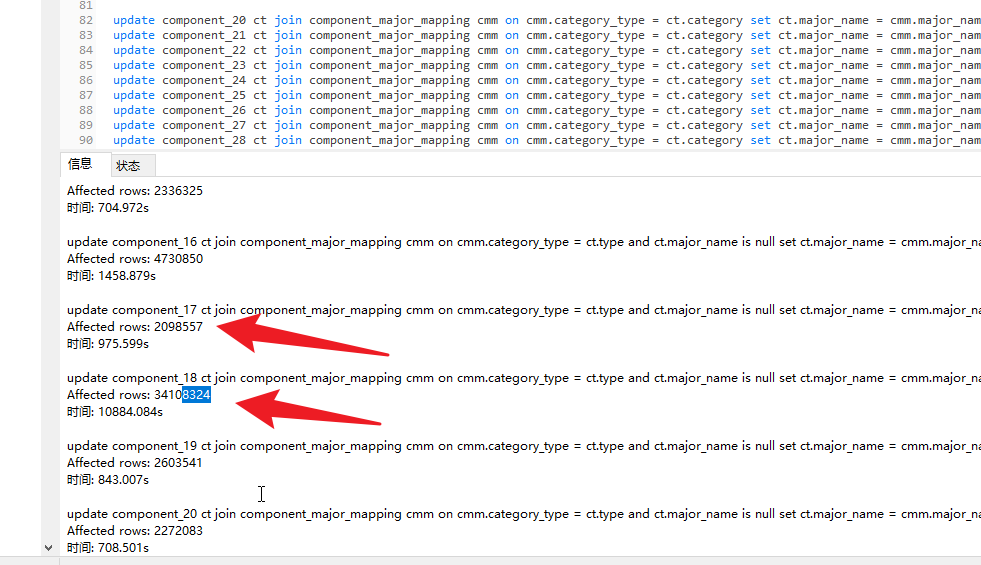 81
82 update component_20 ct join component_major_mapping cmm on cmm.category_type = ct.category set ct.major_name = cmm.major_nam
83 update component_21 ct join component_major_mapping cmm on cmm.category_type = ct.category set ct.major_name = cmm.major_nam
84 update component_22 ct join component_major_mapping cmm on cmm.category_type = ct.category set ct.major_name = cmm.major_nam
85 update component_23 ct join component_major_mapping cmm on cmm.category_type = ct.category set ct.major_name = cmm.major_nam
86 update component_24 ct join component_major_mapping cmm on cmm.category_type = ct.category set ct.major_name = cmm.major_nam
87 update component_25 ct join component_major_mapping cmm on cmm.category_type = ct.category set ct.major_name = cmm.major_nam
88 update component_26 ct join component_major_mapping cmm on cmm.category_type = ct.category set ct.major_name = cmm.major_nam
89 update component_27 ct join component_major_mapping cmm on cmm.category_type = ct.category set ct.major_name = cmm.major_nam
90 update component_28 ct join component_major_mapping cmm on cmm.category_type = ct.category set ct.major_name = cmm.major_nam
信息 状态
Affected rows: 2336325
时间: 704.972s
update component_16 ct join component_major_mapping cmm on cmm.category_type = ct.type and ct.major_name is null set ct.major_name = cmm.major_na
Affected rows: 4730850
时间: 1458.879s
update component_17 ct join component_major_mapping cmm on cmm.category_type = ct.type and ct.major_name is null set ct.major_name = cmm.major_na
Affected rows: 2098557
时间: 975.599s
update component_18 ct join component_major_mapping cmm on cmm.category_type = ct.type and ct.major_name is null set ct.major_name = cmm.major_na
Affected rows: 34108324
时间: 10884.084s
update component_19 ct join component_major_mapping cmm on cmm.category_type = ct.type and ct.major_name is null set ct.major_name = cmm.major_na
Affected rows: 2603541
时间: 843.007s
update component_20 ct join component_major_mapping cmm on cmm.category_type = ct.type and ct.major_name is null set ct.major_name = cmm.major_na
Affected rows: 2272083
时间: 708.501s